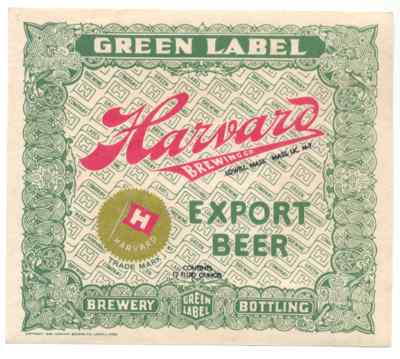 GREEN LABEL
Harvard
BREWING CO.
LOWELL, MASS.
EXPORT
BEER
H
HARVARD
TRADE MARK
CONTENTS
12 FLUID OUNCES
BREWERY
GREEN
LABEL
BOTTLING